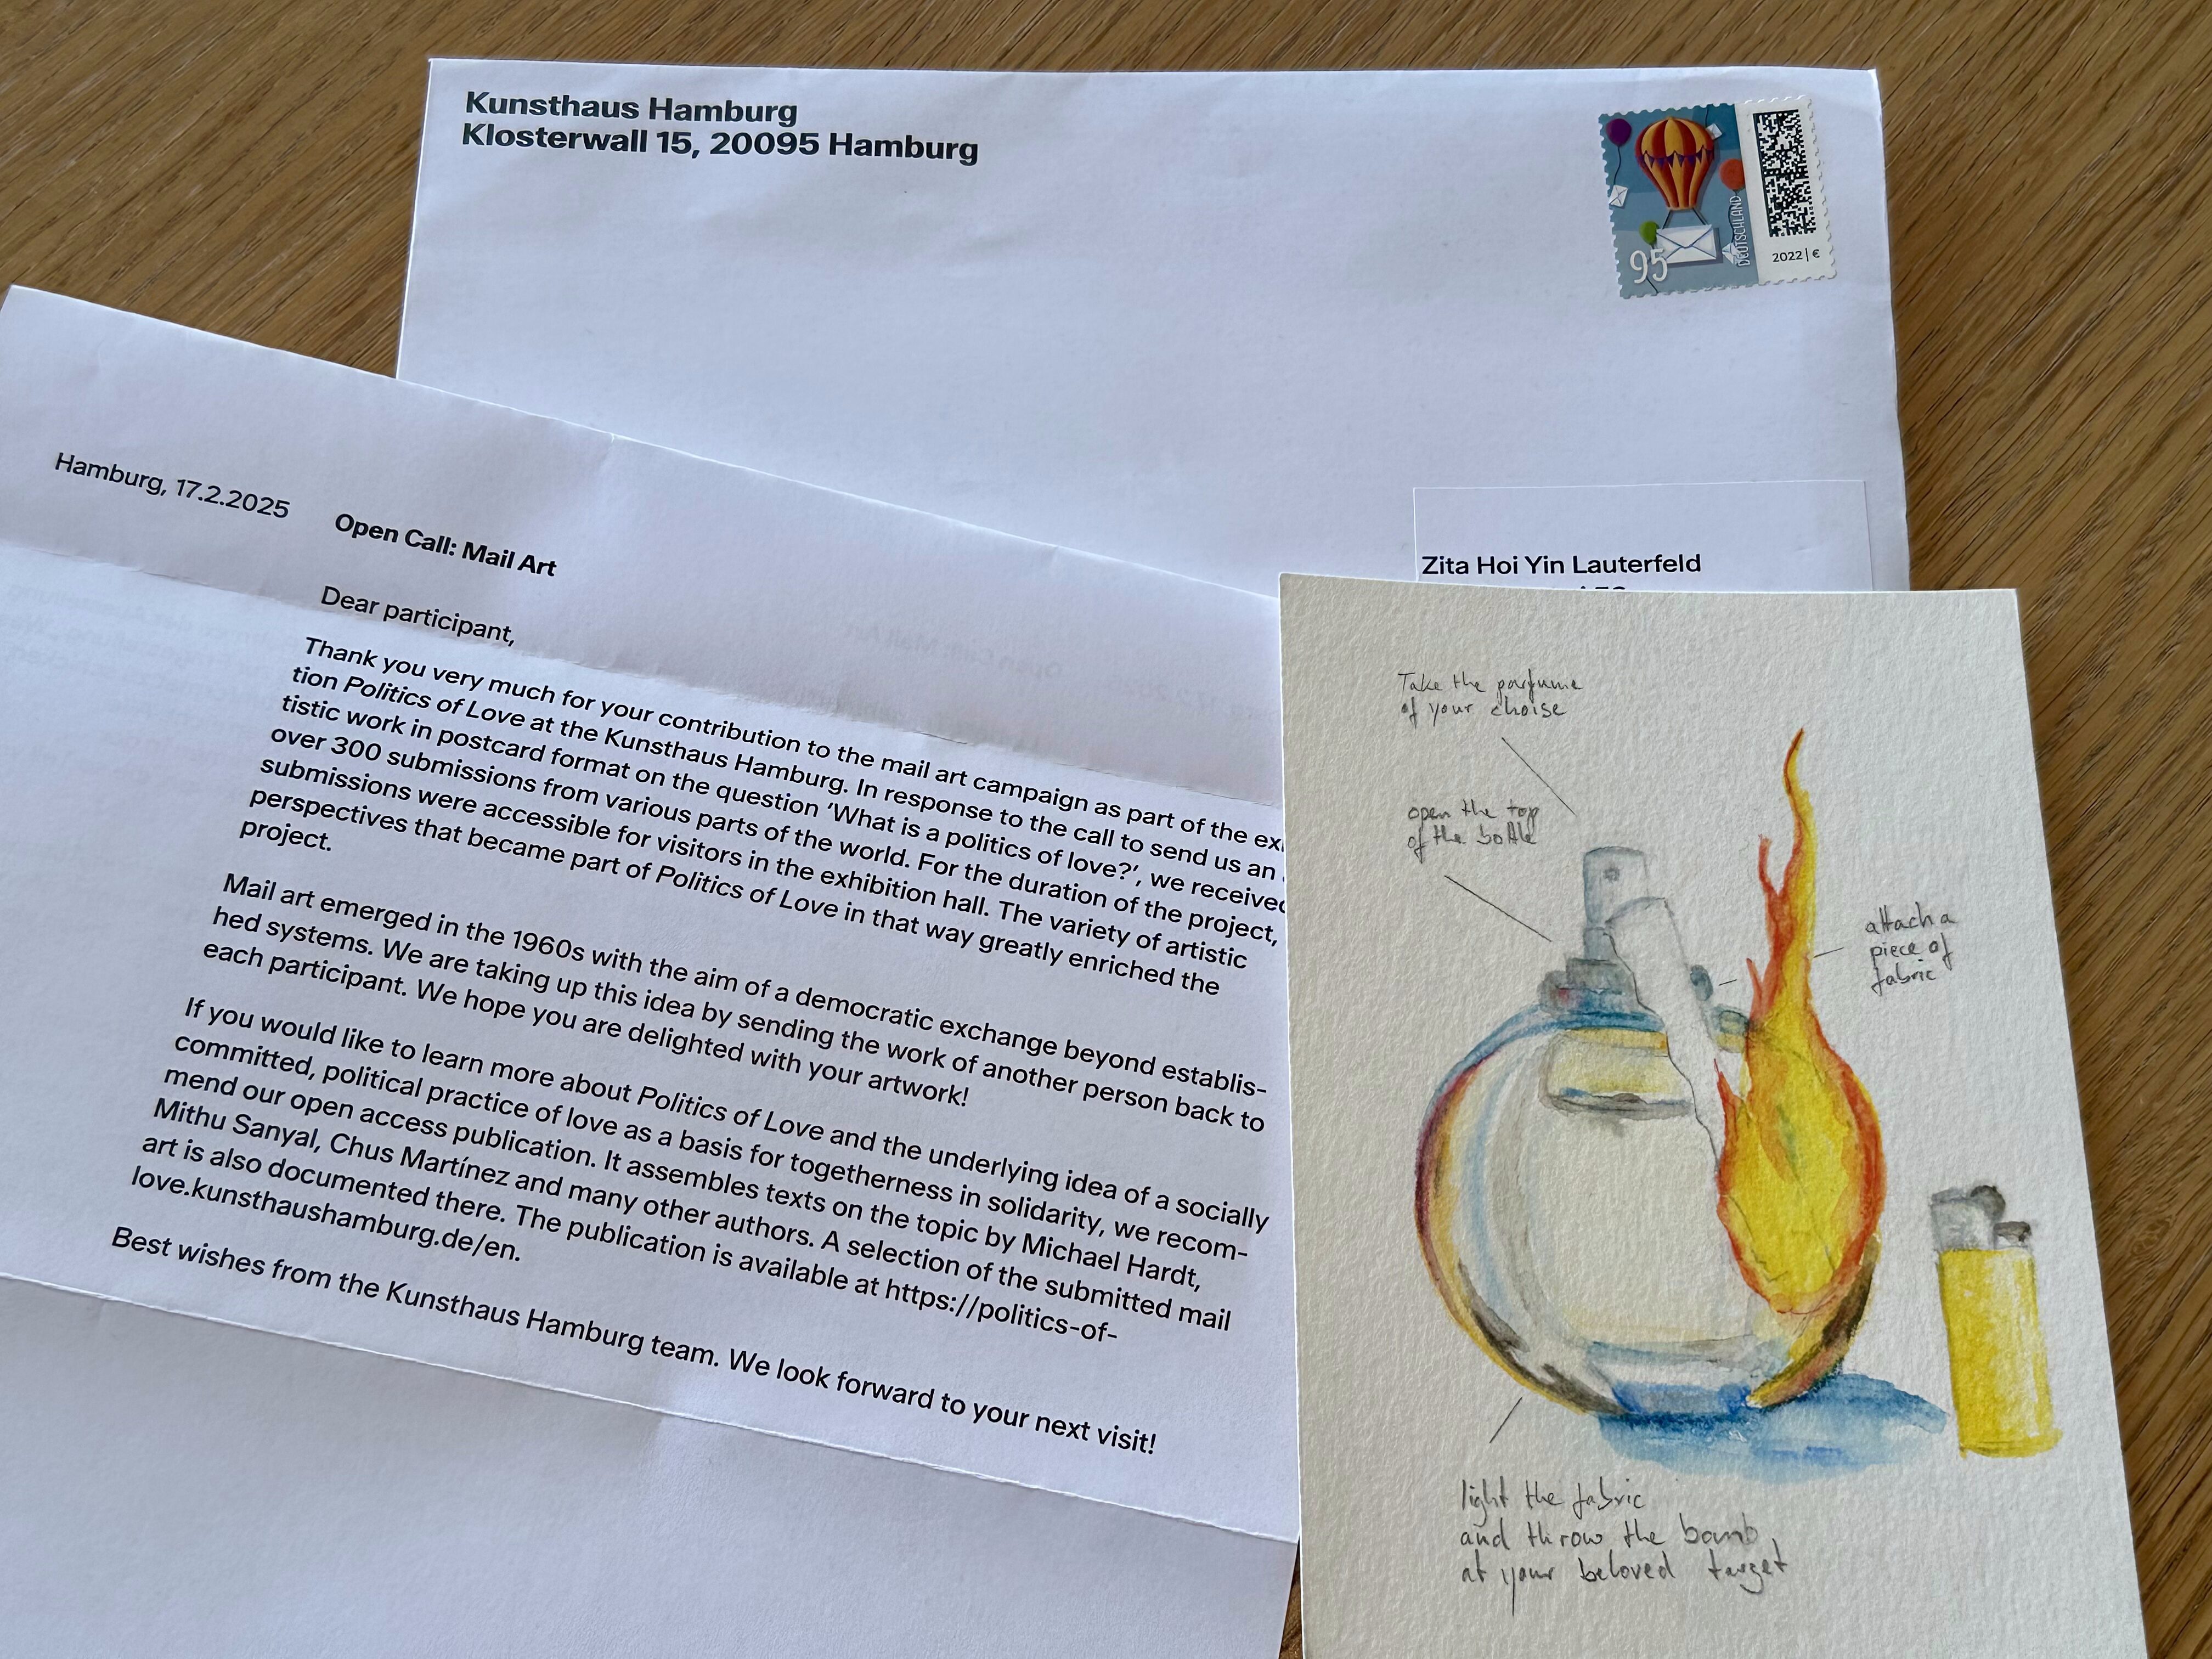 Kunsthaus Hamburg
Klosterwall 15, 20095 Hamburg
95
DEUTSCHLAND
2022 | €
Zita Hoi Yin Lauterfeld
Hamburg, 17.2.2025
Open Call: Mail Art
Dear participant,
Thank you very much for your contribution to the mail art campaign as part of the
tion Politics of Love at the Kunsthaus Hamburg. In response to the call to send us an
tistic work in postcard format on the question ‘What is a politics of love?’, we received
over 300 submissions from various parts of the world. For the duration of the project,
submissions were accessible for visitors in the exhibition hall. The variety of artistic
perspectives that became part of Politics of Love in that way greatly enriched the
project.
Mail art emerged in the 1960s with the aim of a democratic exchange beyond establis-
hed systems. We are taking up this idea by sending the work of another person back to
each participant. We hope you are delighted with your artwork!
If you would like to learn more about Politics of Love and the underlying idea of a socially
committed, political practice of love as a basis for togetherness in solidarity, we recom-
mend our open access publication. It assembles texts on the topic by Michael Hardt,
Mithu Sanyal, Chus Martínez and many other authors. A selection of the submitted mail
art is also documented there. The publication is available at https://politics-of-
love.kunsthaushamburg.de/en.
Best wishes from the Kunsthaus Hamburg team. We look forward to your next visit!
Take the parfume
of your choise
open the top
of the bottle
attach a
piece of
fabric
light the fabric
and throw the bomb
at your beloved target